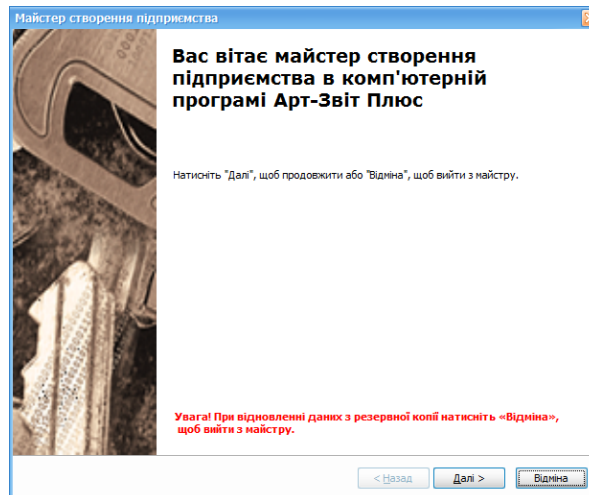 Майстер створення підприємства
Вас вітає майстер створення
підприємства в комп'ютерній
програмі Арт-Звіт Плюс
Натисніть "Далі", щоб продовжити або "Відміна", щоб вийти з майстру.
Увага! При відновленні даних з резервної копії натисніть «Відміна»,
щоб вийти з майстру.
< Назад Далі > Відміна